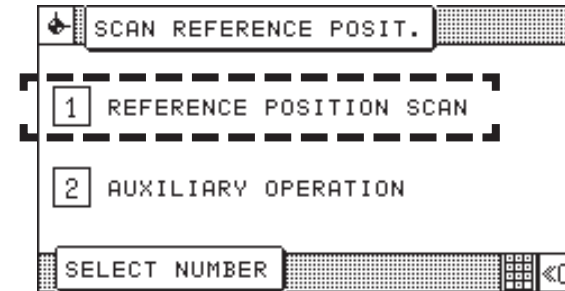 SCAN REFERENCE POSIT.
1 REFERENCE POSITION SCAN
2 AUXILIARY OPERATION
SELECT NUMBER